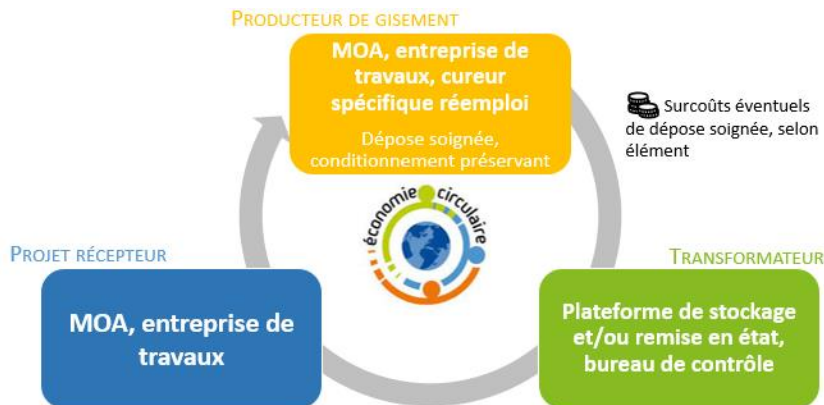 PRODUCTEUR DE GISEMENT
MOA, entreprise de
travaux, cureur
spécifique réemploi
Dépose soignée,
conditionnement préservant
Surcoûts éventuels
de dépose soignée, selon
élément
économie circulaire
PROJET RÉCEPTEUR
MOA, entreprise de
travaux
TRANSFORMATEUR
Plateforme de stockage
et/ou remise en état,
bureau de contrôle